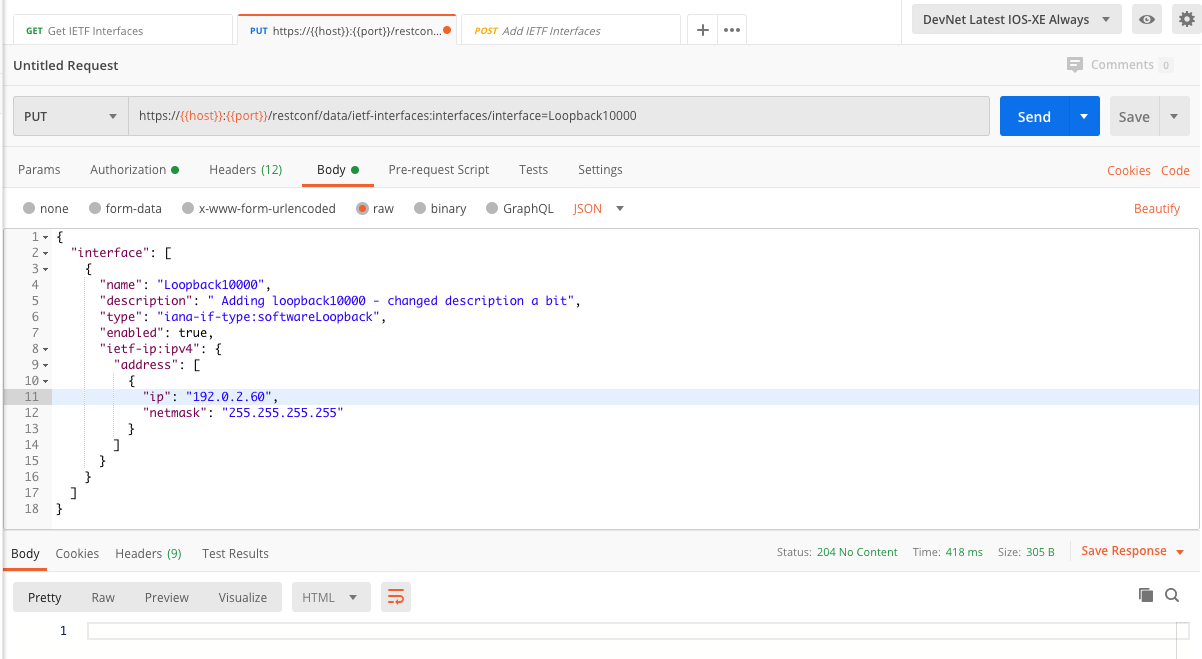 GET Get IETF Interfaces
PUT https://{{host}}:{{port}}/restcon...
POST Add IETF Interfaces
DevNet Latest IOS-XE Always
Untitled Request
Comments 0
PUT
https://{{host}}:{{port}}/restconf/data/ietf-interfaces:interfaces/interface=Loopback10000
Send
Save
Params Authorization Headers (12) Body Pre-request Script Tests Settings
Cookies Code
none form-data x-www-form-urlencoded raw binary GraphQL JSON
Beautify
1 {
2 "interface": [
3 {
4 "name": "Loopback10000",
5 "description": " Adding loopback10000 - changed description a bit",
6 "type": "iana-if-type:softwareLoopback",
7 "enabled": true,
8 "ietf-ip:ipv4": {
9 "address": [
10 {
11 "ip": "192.0.2.60",
12 "netmask": "255.255.255.255"
13 }
14 ]
15 }
16 }
17 ]
18 }
Body Cookies Headers (9) Test Results
Status: 204 No Content Time: 418 ms Size: 305 B Save Response
Pretty Raw Preview Visualize HTML
1